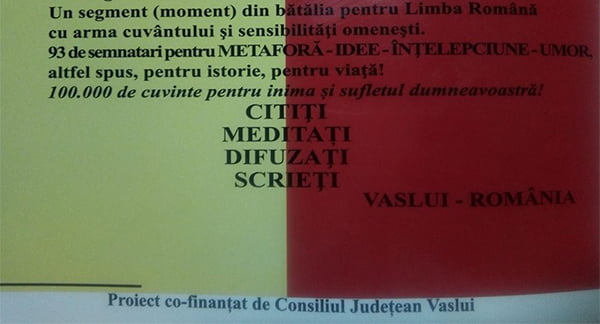 Un segment (moment) din bătălia pentru Limba Română
cu arma cuvântului și sensibilități omenești.
93 de semnatari pentru METAFORĂ - IDEE - ÎNȚELEPCIUNE - UMOR,
altfel spus, pentru istorie, pentru viață!
100.000 de cuvinte pentru inima și sufletul dumneavoastră!
CITIȚI
MEDITAȚI
DIFUZAȚI
SCRIEȚI
VASLUI - ROMÂNIA
Proiect co-finanțat de Consiliul Județean Vaslui